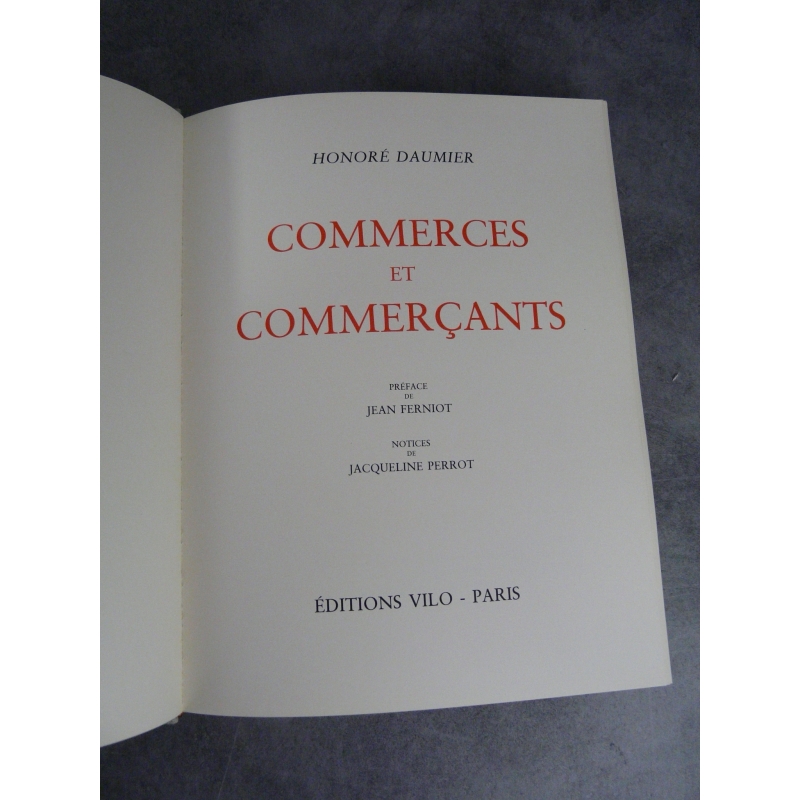 HONORÉ DAUMIER
COMMERCES
ET
COMMERÇANTS
PRÉFACE
DE
JEAN FERNIOT
NOTICES
DE
JACQUELINE PERROT
ÉDITIONS VILO - PARIS